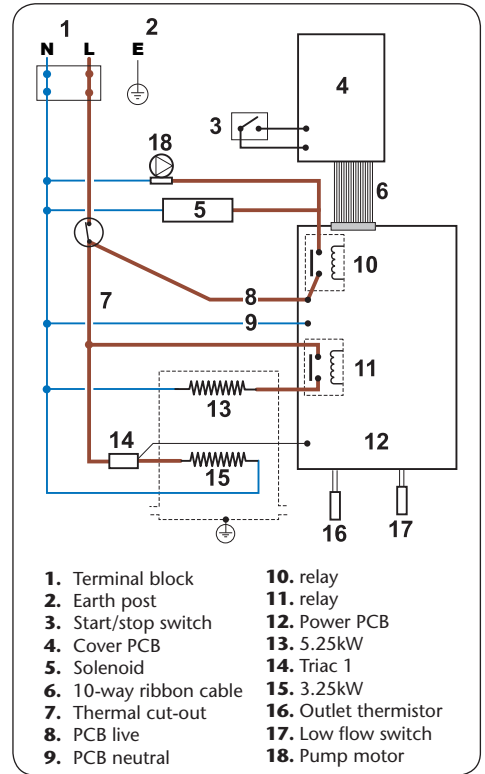 1 2
N L E
4
3
18
6
5
10
8
7
9
11
13
12
14
15
16 17
1. Terminal block
2. Earth post
3. Start/stop switch
4. Cover PCB
5. Solenoid
6. 10-way ribbon cable
7. Thermal cut-out
8. PCB live
9. PCB neutral
10. relay
11. relay
12. Power PCB
13. 5.25kW
14. Triac 1
15. 3.25kW
16. Outlet thermistor
17. Low flow switch
18. Pump motor